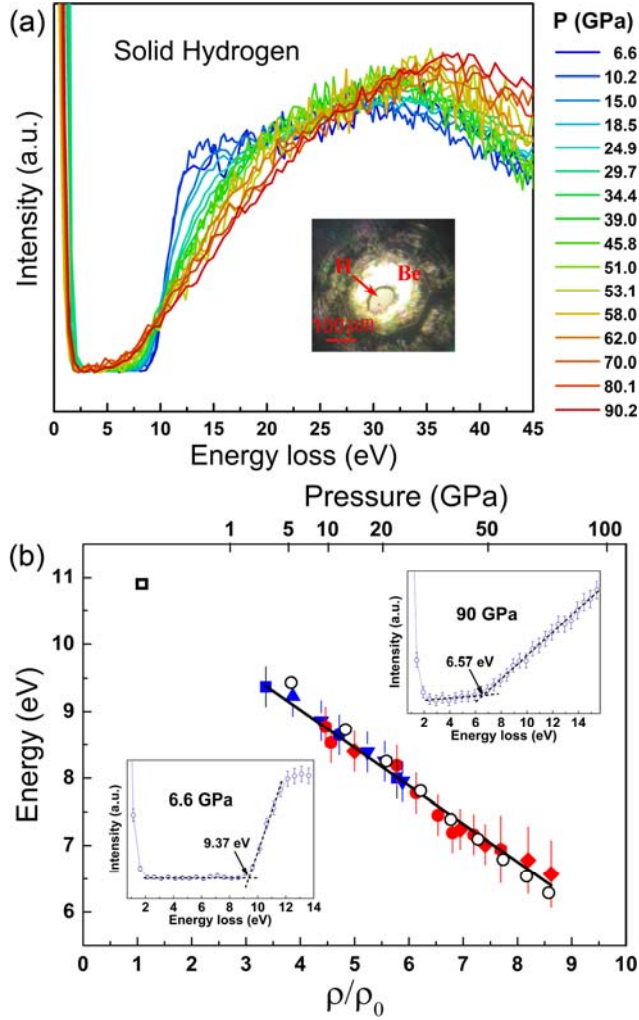 (a)
Solid Hydrogen
Intensity (a.u.)
H
Be
100μm
0 5 10 15 20 25 30 35 40 45
Energy loss (eV)
P (GPa)
6.6
10.2
15.0
18.5
24.9
29.7
34.4
39.0
45.8
51.0
53.1
58.0
62.0
70.0
80.1
90.2
Pressure (GPa)
1 5 10 20 50 100
(b)
11
10
9
8
7
6
Energy (eV)
Intensity (a.u.)
90 GPa
6.57 eV
2 4 6 8 10 12 14
Energy loss (eV)
Intensity (a.u.)
6.6 GPa
9.37 eV
2 4 6 8 10 12 14
Energy loss (eV)
0 1 2 3 4 5 6 7 8 9 10
ρ/ρ₀